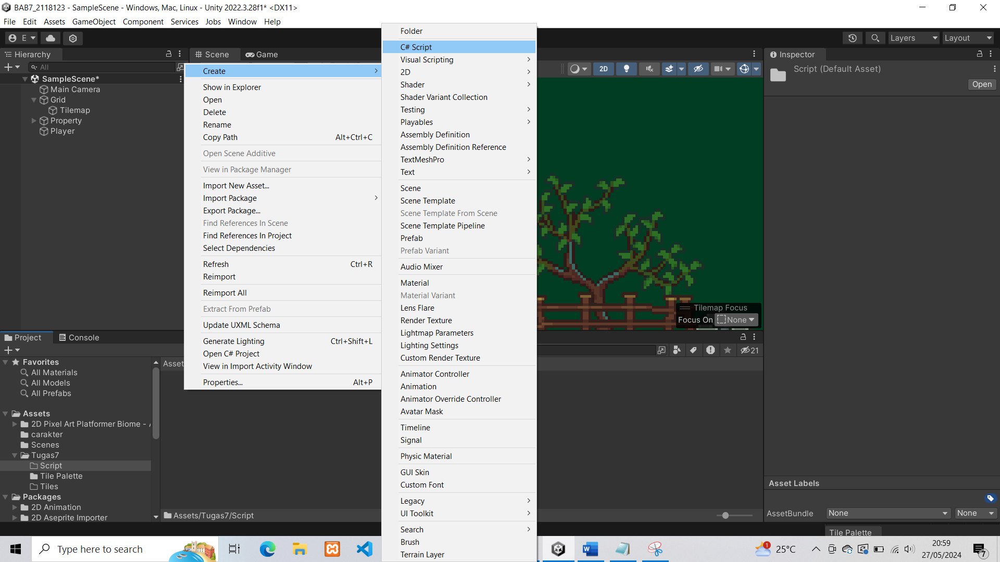 BAB7_2118123 - SampleScene - Windows, Mac, Linux - Unity 2022.3.28f1* <DX11>
File Edit Assets GameObject Component Services Jobs Window Help
E
Layers
Layout
Hierarchy
Scene
Game
Inspector
All
SampleScene*
Main Camera
Grid
Tilemap
Property
Player
Create
Show in Explorer
Open
Delete
Rename
Copy Path Alt+Ctrl+C
Open Scene Additive
View in Package Manager
Import New Asset...
Import Package
Export Package...
Find References In Scene
Find References In Project
Select Dependencies
Refresh Ctrl+R
Reimport
Reimport All
Extract From Prefab
Update UXML Schema
Generate Lighting Ctrl+Shift+L
Open C# Project
View in Import Activity Window
Properties... Alt+P
Folder
C# Script
Visual Scripting
2D
Shader
Shader Variant Collection
Testing
Playables
Assembly Definition
Assembly Definition Reference
TextMeshPro
Text
Scene
Scene Template
Scene Template From Scene
Scene Template Pipeline
Prefab
Prefab Variant
Audio Mixer
Material
Material Variant
Lens Flare
Render Texture
Lightmap Parameters
Lighting Settings
Custom Render Texture
Animator Controller
Animation
Animator Override Controller
Avatar Mask
Timeline
Signal
Physic Material
GUI Skin
Custom Font
Legacy
UI Toolkit
Search
Brush
Terrain Layer
2D
Tilemap Focus
Focus On None
21
Script (Default Asset)
Open
Asset Labels
AssetBundle None None
Tile Palette
Project
Console
Favorites
All Materials
All Models
All Prefabs
Assets
2D Pixel Art Platformer Biome -
carakter
Scenes
Tugas7
Script
Tile Palette
Tiles
Packages
2D Animation
2D Aseprite Importer
Asset
Assets/Tugas7/Script
Type here to search
1
25°C
20:59
27/05/2024
7